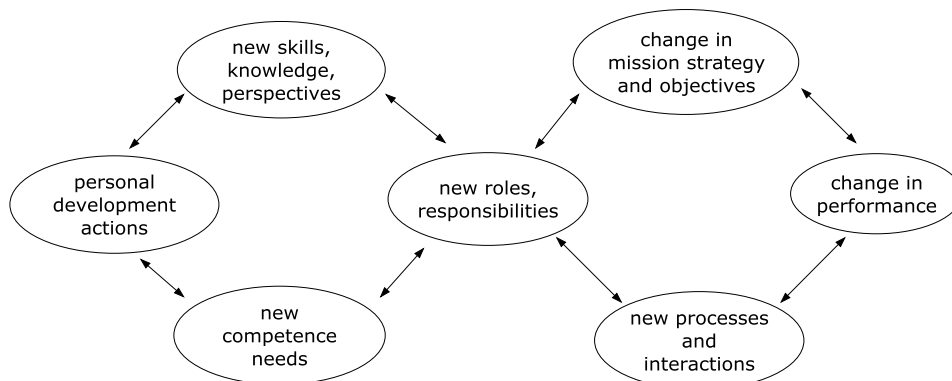 new skills,
knowledge,
perspectives
change in
mission strategy
and objectives
personal
development
actions
new roles,
responsibilities
change in
performance
new
competence
needs
new processes
and
interactions